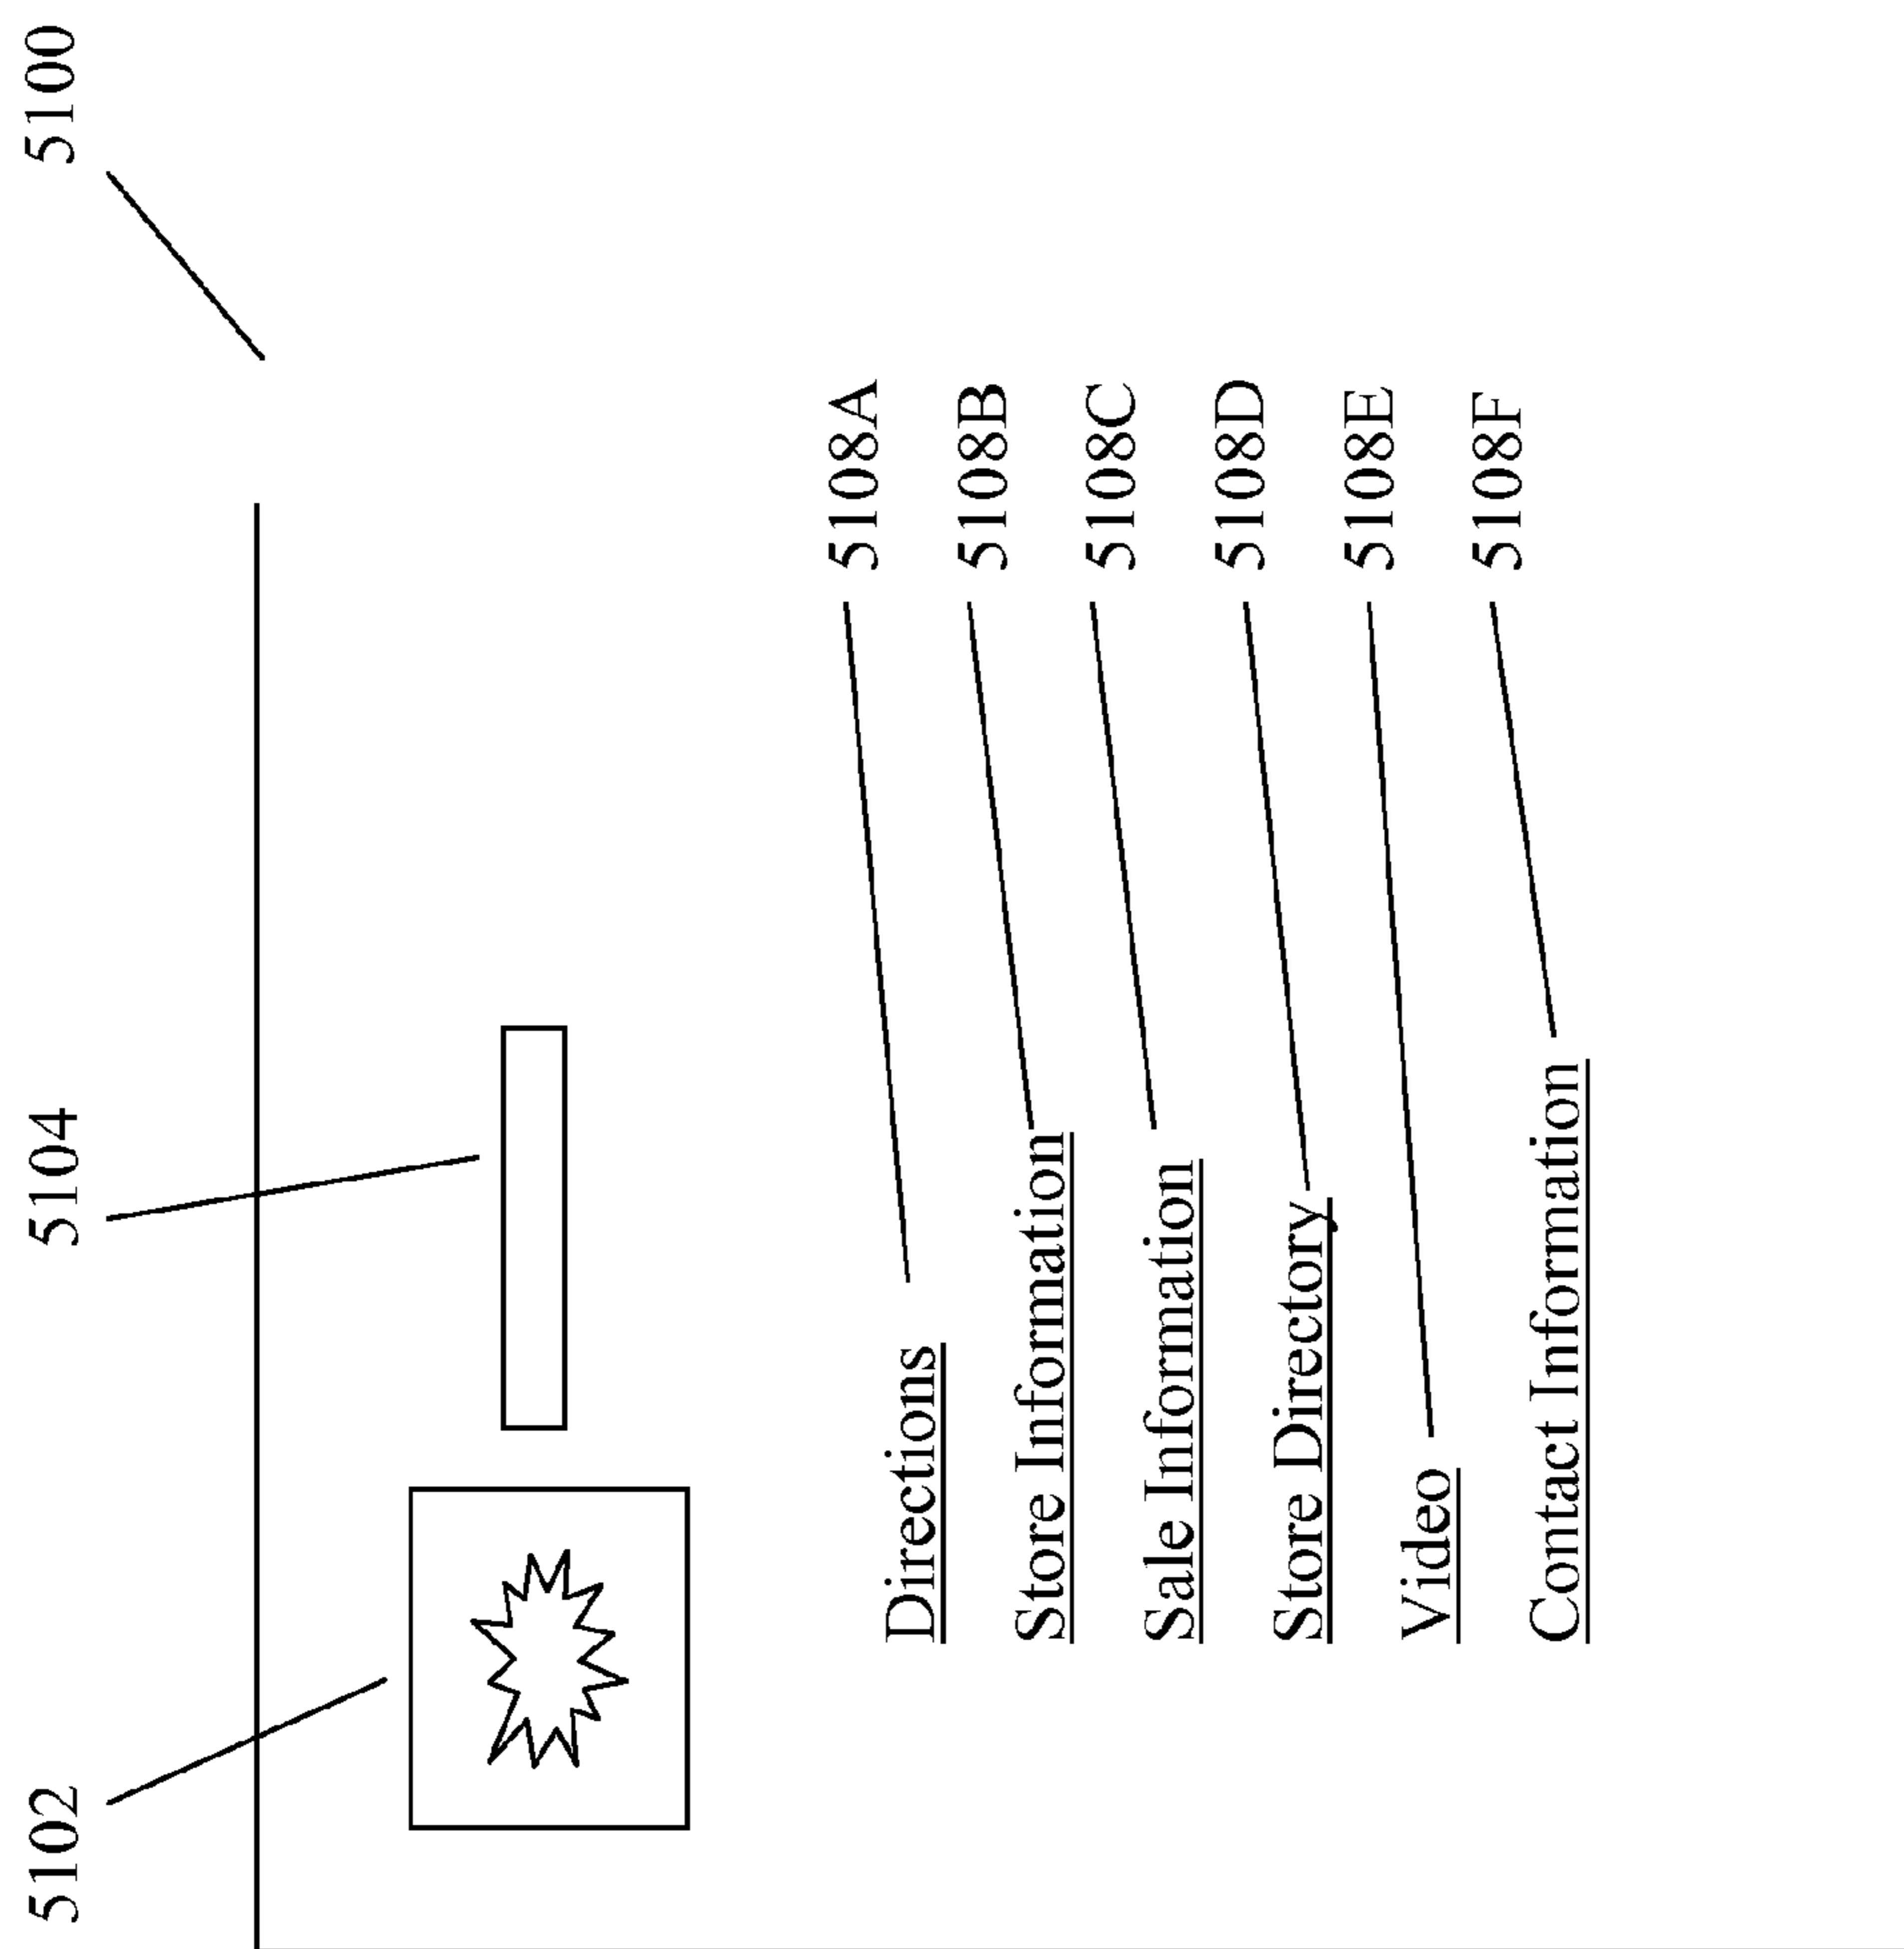 5102 5104 5100
Directions 5108A
Store Information 5108B
Sale Information 5108C
Store Directory 5108D
Video 5108E
Contact Information 5108F